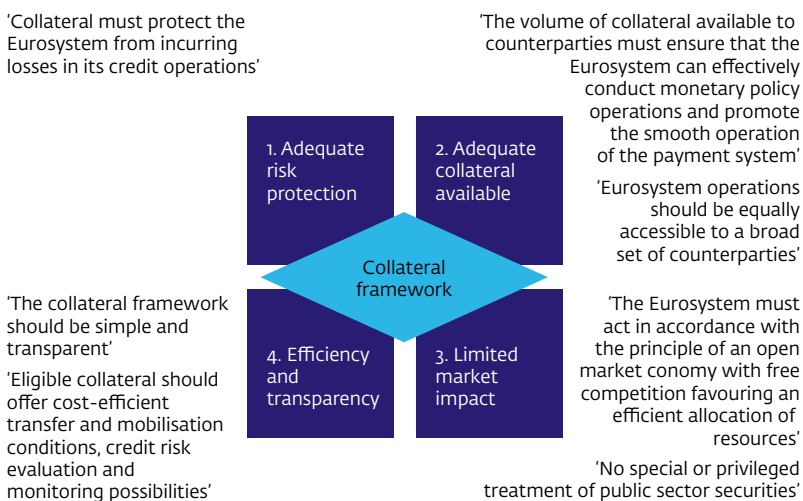 ‘Collateral must protect the
Eurosystem from incurring
losses in its credit operations’
‘The volume of collateral available to
counterparties must ensure that the
Eurosystem can effectively
conduct monetary policy
operations and promote
the smooth operation
of the payment system’
‘Eurosystem operations
should be equally
accessible to a broad
set of counterparties’
1. Adequate
risk
protection
2. Adequate
collateral
available
Collateral
framework
4. Efficiency
and
transparency
3. Limited
market
impact
‘The collateral framework
should be simple and
transparent’
‘Eligible collateral should
offer cost-efficient
transfer and mobilisation
conditions, credit risk
evaluation and
monitoring possibilities’
‘The Eurosystem must
act in accordance with
the principle of an open
market conomy with free
competition favouring an
efficient allocation of
resources’
‘No special or privileged
treatment of public sector securities’